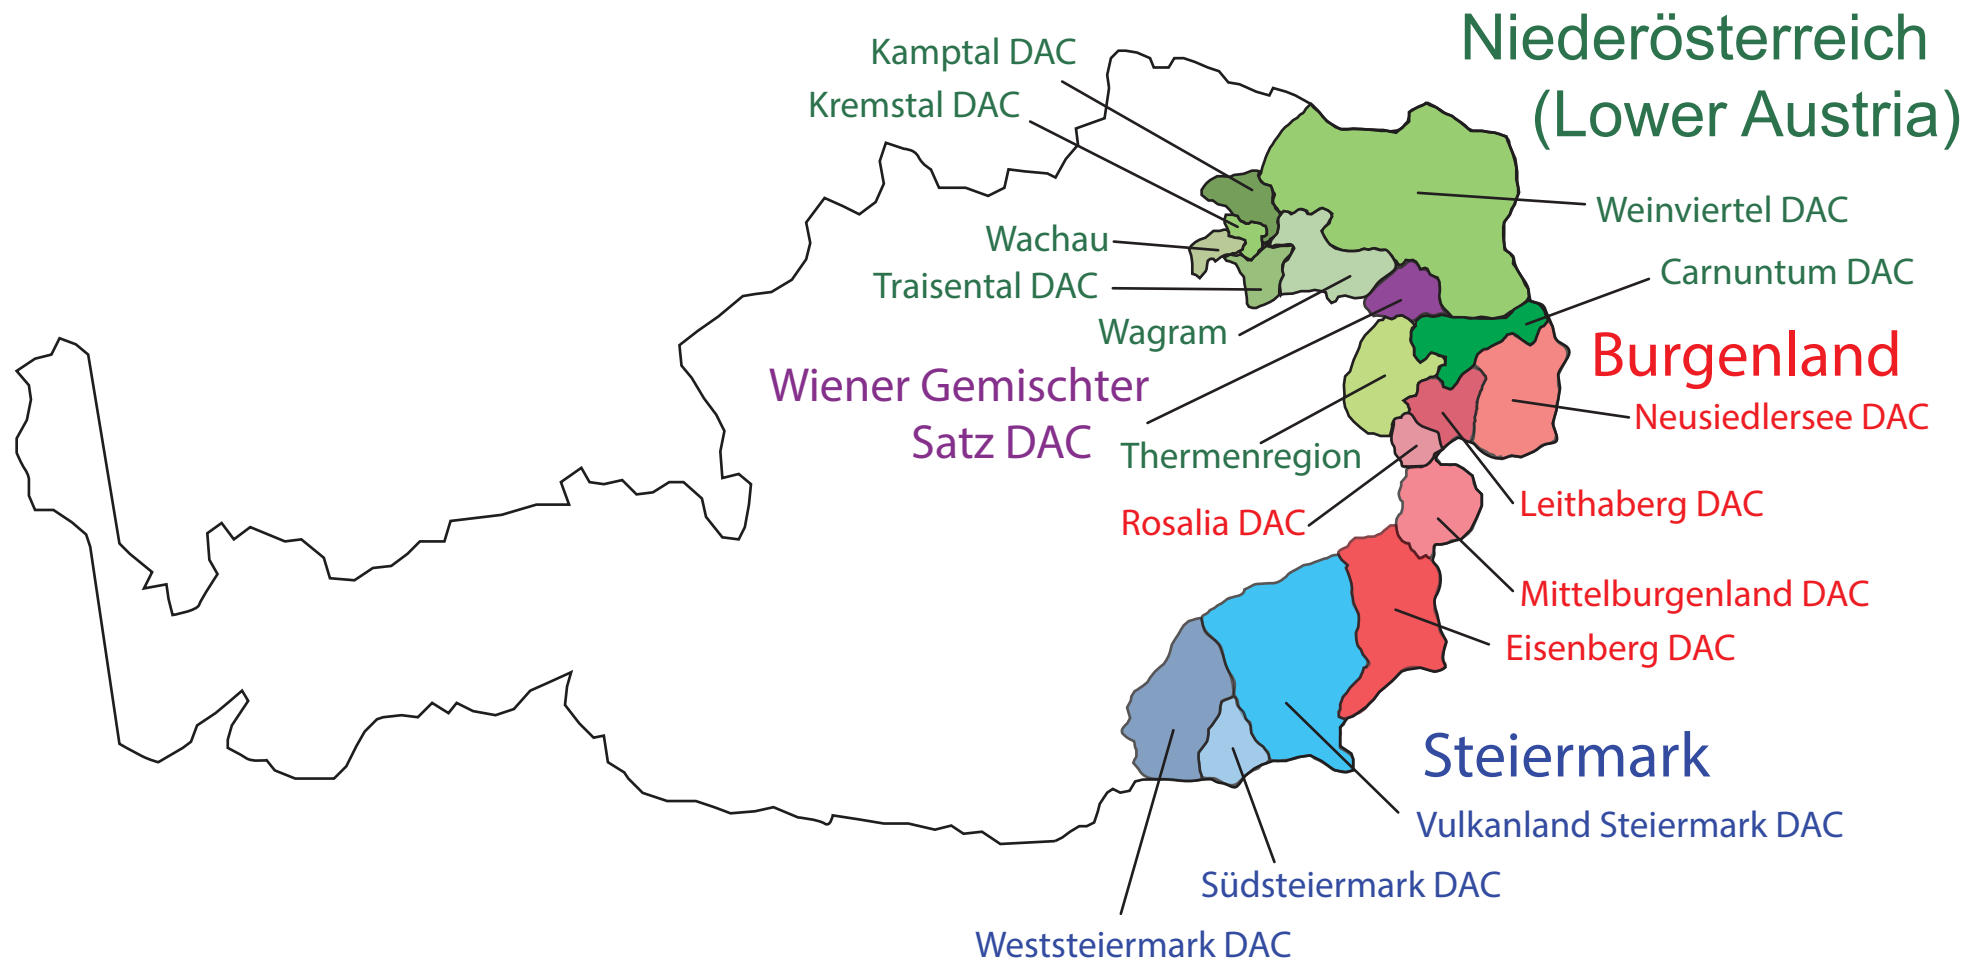 Niederösterreich
(Lower Austria)
Kamptal DAC
Kremstal DAC
Weinviertel DAC
Wachau
Carnuntum DAC
Traisental DAC
Wagram
Burgenland
Wiener Gemischter
Satz DAC
Neusiedlersee DAC
Thermenregion
Leithaberg DAC
Rosalia DAC
Mittelburgenland DAC
Eisenberg DAC
Steiermark
Vulkanland Steiermark DAC
Südsteiermark DAC
Weststeiermark DAC